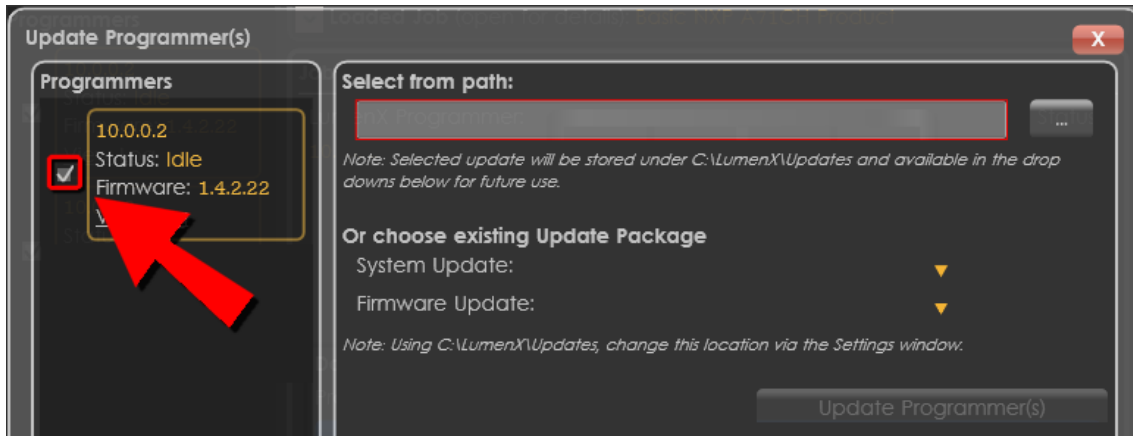 Update Programmer(s)
X
Programmers
10.0.0.2
Status: Idle
Firmware: 1.4.2.22
Select from path:
...
Note: Selected update will be stored under C:\LumenX\Updates and available in the drop
downs below for future use.
Or choose existing Update Package
System Update:
Firmware Update:
Note: Using C:\LumenX\Updates, change this location via the Settings window.
Update Programmer(s)